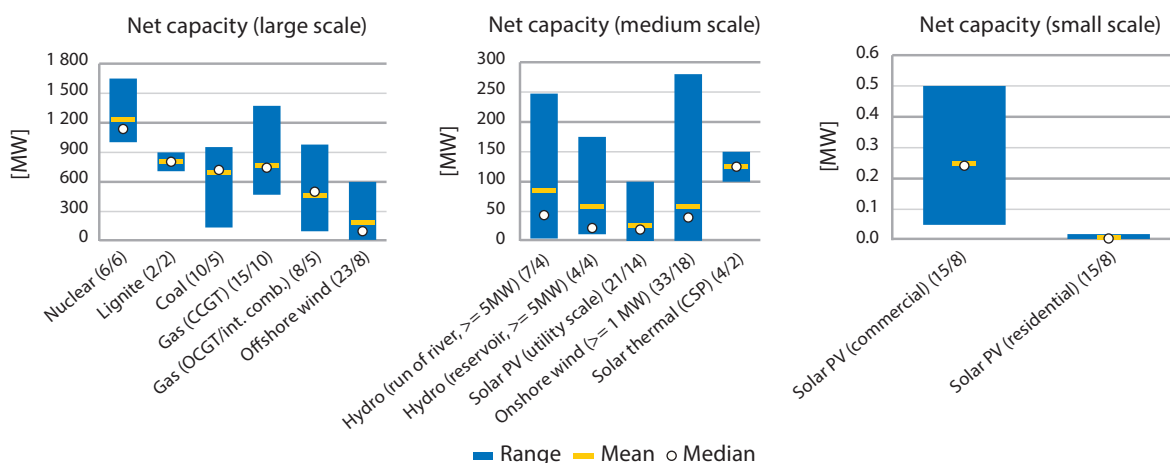 Net capacity (large scale)
[MW]
1 800
1 500
1 200
900
600
300
0
Nuclear (6/6)
Lignite (2/2)
Coal (10/5)
Gas (CCGT) (15/10)
Gas (OCGT/int. comb.) (8/5)
Offshore wind (23/8)
Net capacity (medium scale)
[MW]
300
250
200
150
100
50
0
Hydro (run of river, >= 5MW) (7/4)
Hydro (reservoir, >= 5MW) (4/4)
Solar PV (utility scale) (21/14)
Onshore wind (>= 1 MW) (33/18)
Solar thermal (CSP) (4/2)
Net capacity (small scale)
[MW]
0.6
0.5
0.4
0.3
0.2
0.1
0.0
Solar PV (commercial) (15/8)
Solar PV (residential) (15/8)
Range Mean Median